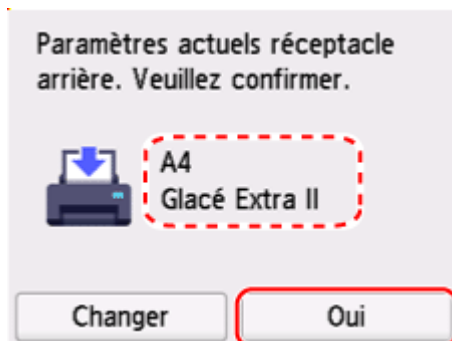 Paramètres actuels réceptacle
arrière. Veuillez confirmer.
A4
Glacé Extra II
Changer
Oui